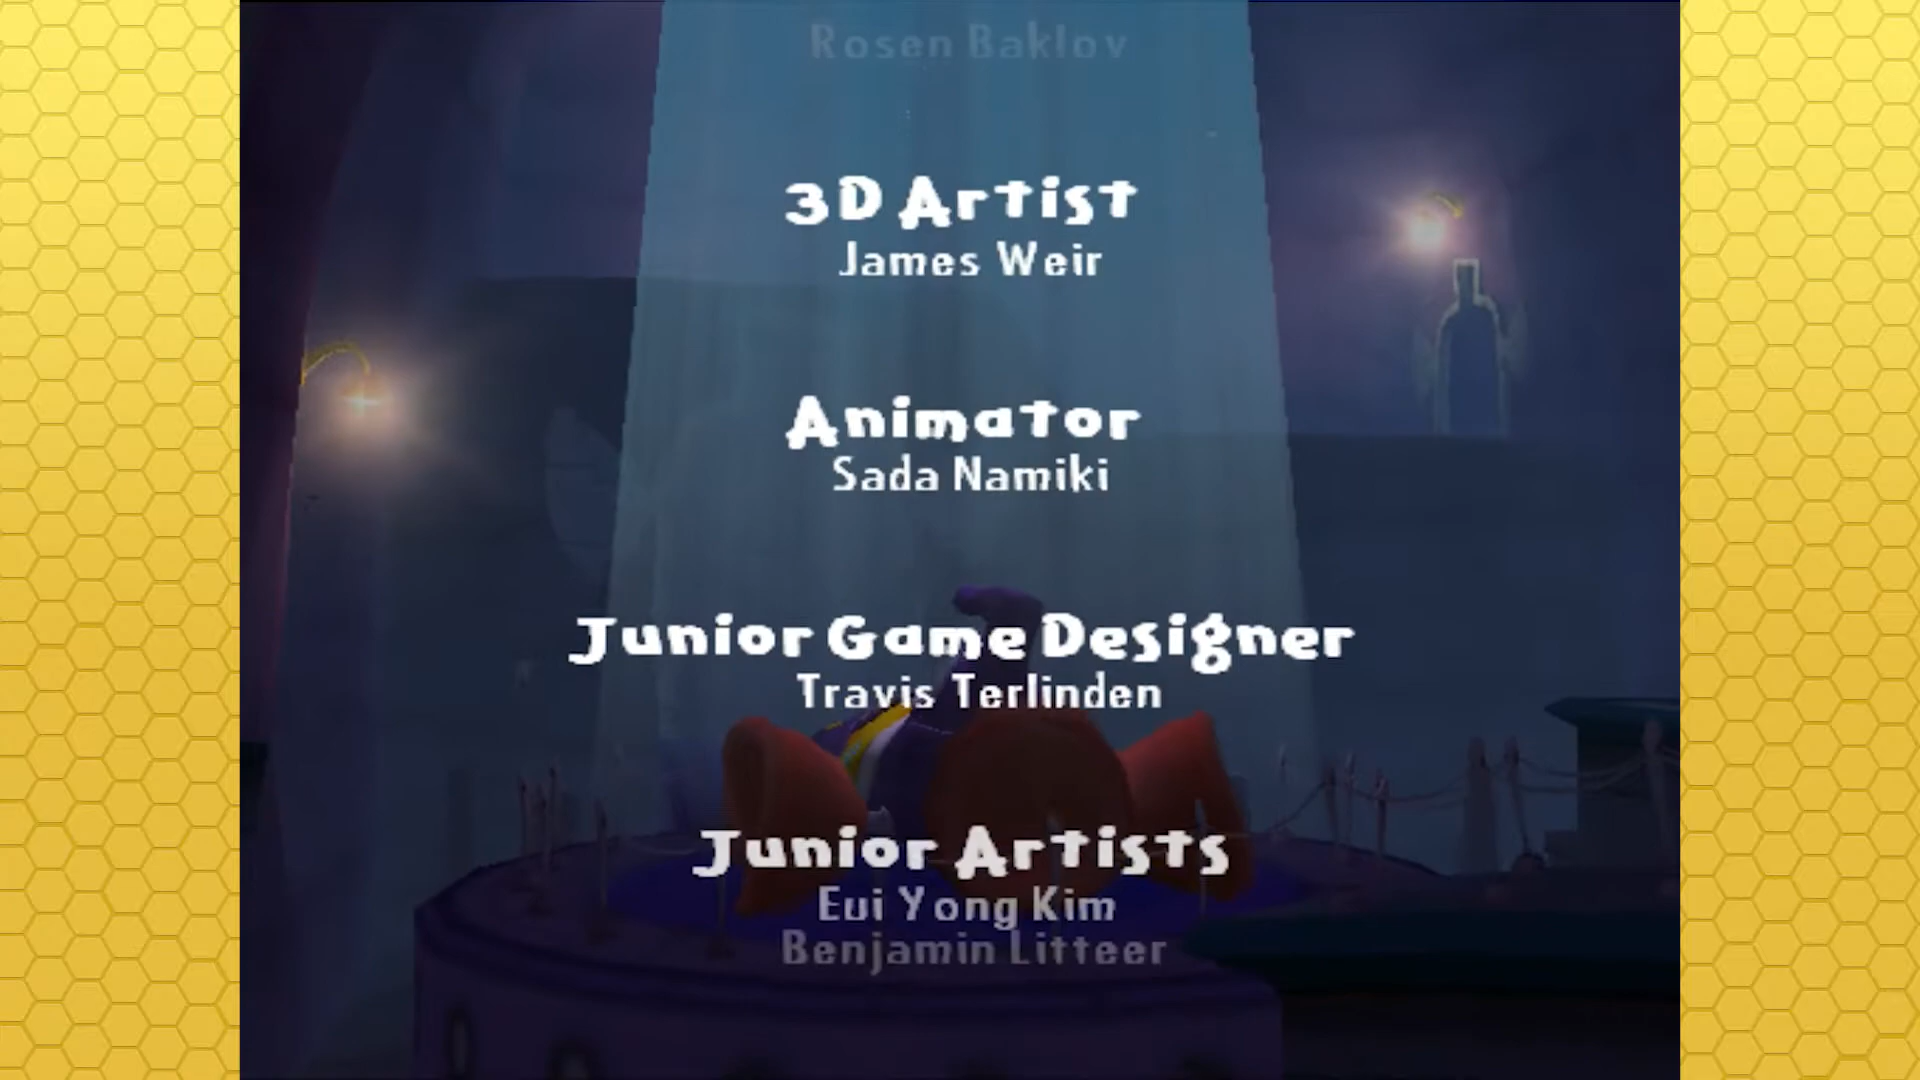 Rosen Baklov
3D Artist
James Weir
Animator
Sada Namiki
Junior Game Designer
Travis Terlinden
Junior Artists
Eui Yong Kim
Benjamin Litteer